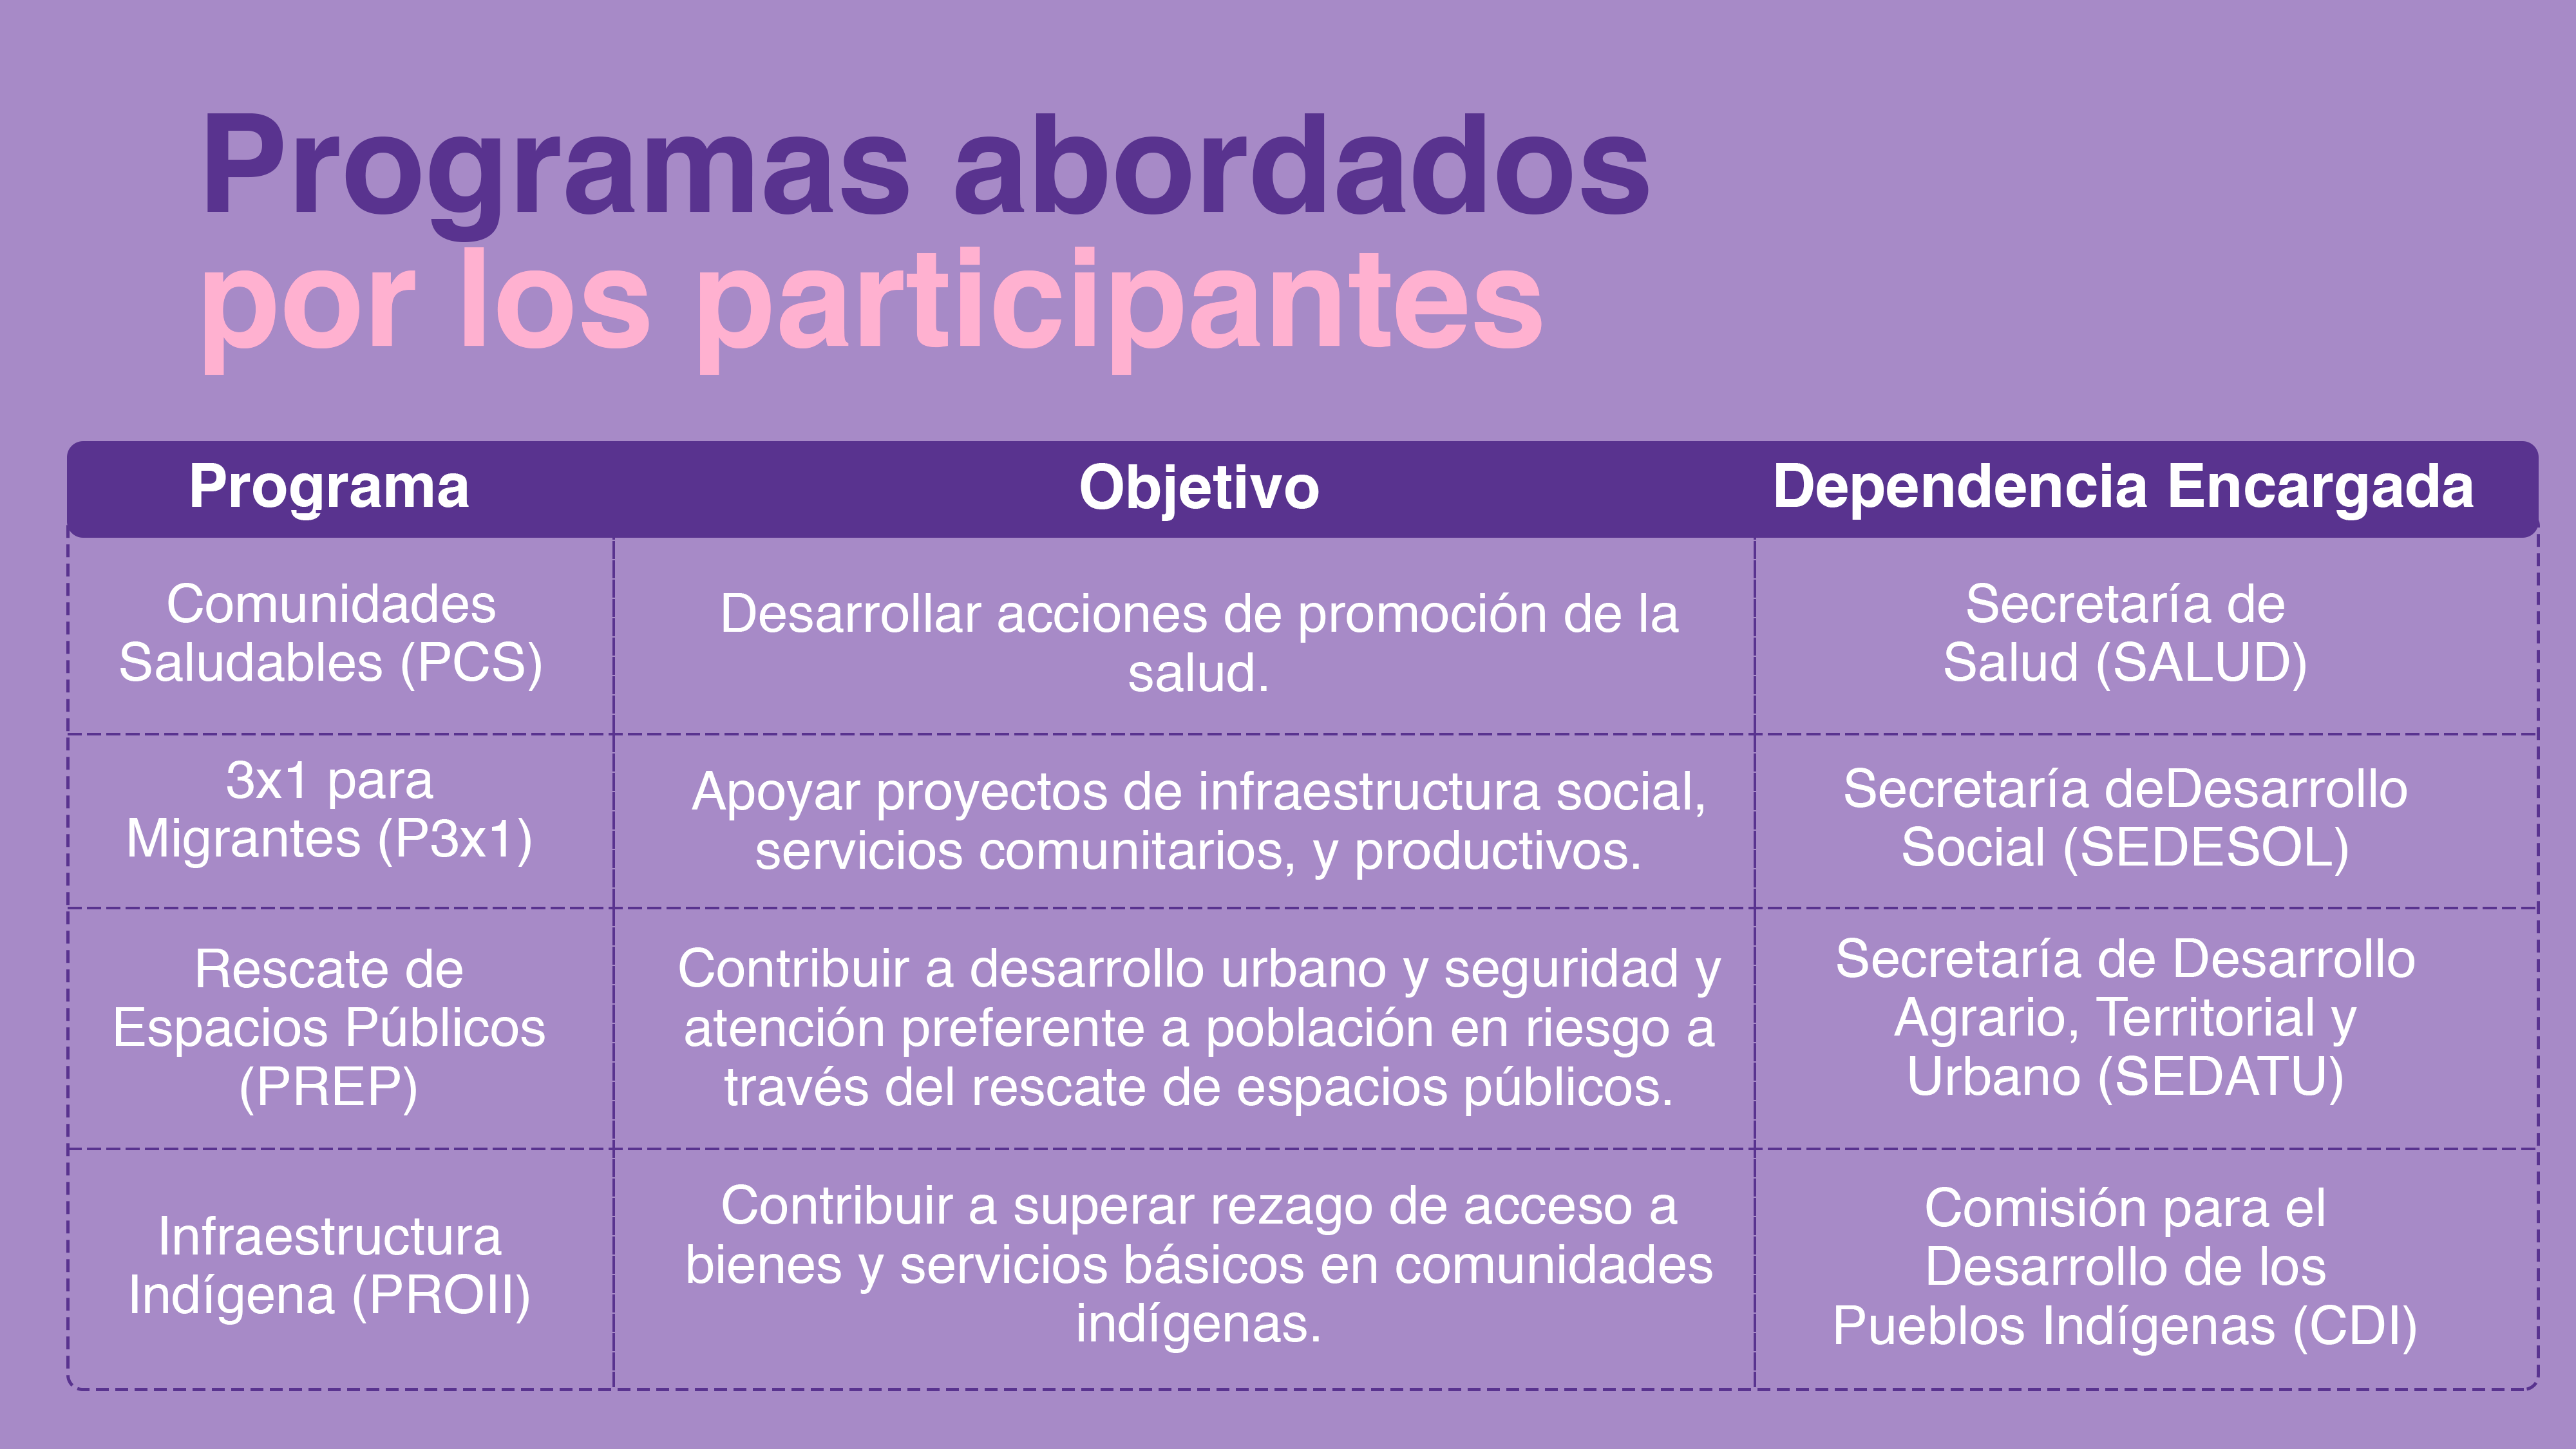 Programas abordados
por los participantes
Programa
Objetivo
Dependencia Encargada
Comunidades
Saludables (PCS)
Desarrollar acciones de promoción de la
salud.
Secretaría de
Salud (SALUD)
3x1 para
Migrantes (P3x1)
Apoyar proyectos de infraestructura social,
servicios comunitarios, y productivos.
Secretaría deDesarrollo
Social (SEDESOL)
Rescate de
Espacios Públicos
(PREP)
Contribuir a desarrollo urbano y seguridad y
atención preferente a población en riesgo a
través del rescate de espacios públicos.
Secretaría de Desarrollo
Agrario, Territorial y
Urbano (SEDATU)
Infraestructura
Indígena (PROII)
Contribuir a superar rezago de acceso a
bienes y servicios básicos en comunidades
indígenas.
Comisión para el
Desarrollo de los
Pueblos Indígenas (CDI)